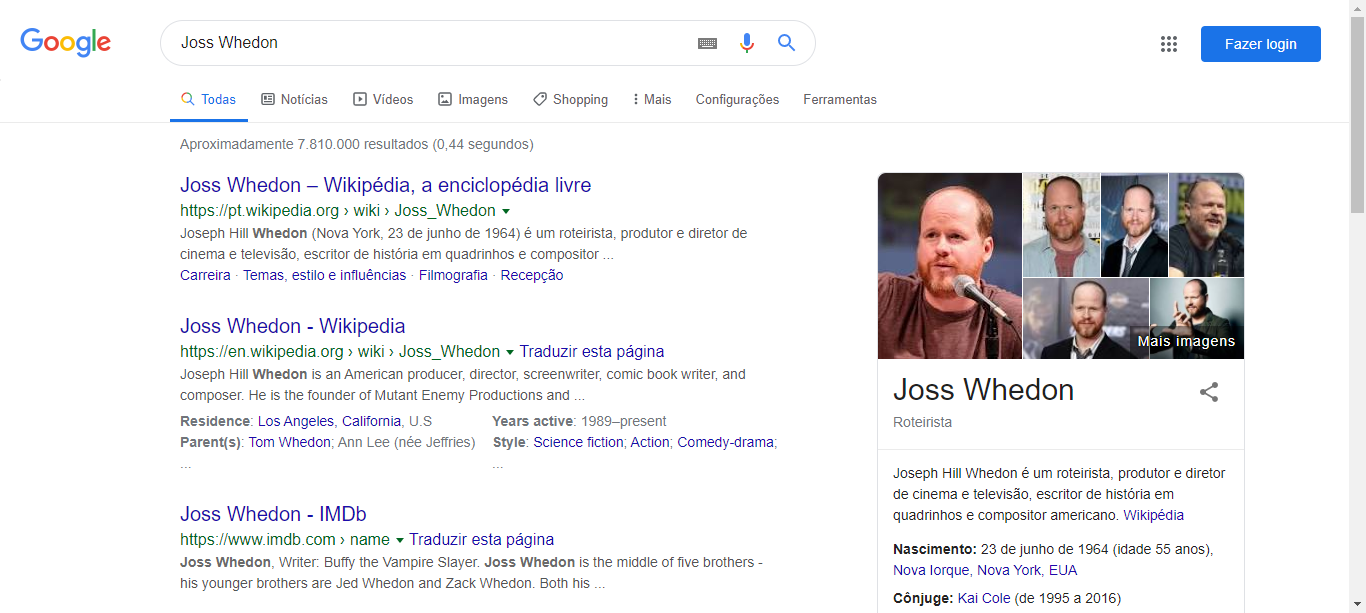 Google
Joss Whedon
Fazer login
Todas
Notícias
Vídeos
Imagens
Shopping
Mais
Configurações
Ferramentas
Aproximadamente 7.810.000 resultados (0,44 segundos)
Joss Whedon – Wikipédia, a enciclopédia livre
https://pt.wikipedia.org › wiki › Joss_Whedon
Joseph Hill Whedon (Nova York, 23 de junho de 1964) é um roteirista, produtor e diretor de
cinema e televisão, escritor de história em quadrinhos e compositor ...
Carreira · Temas, estilo e influências · Filmografia · Recepção
Joss Whedon - Wikipedia
https://en.wikipedia.org › wiki › Joss_Whedon Traduzir esta página
Joseph Hill Whedon is an American producer, director, screenwriter, comic book writer, and
composer. He is the founder of Mutant Enemy Productions and ...
Residence: Los Angeles, California, U.S
Years active: 1989–present
Parent(s): Tom Whedon; Ann Lee (née Jeffries)
Style: Science fiction; Action; Comedy-drama;
...
...
Joss Whedon - IMDb
https://www.imdb.com › name Traduzir esta página
Joss Whedon, Writer: Buffy the Vampire Slayer. Joss Whedon is the middle of five brothers -
his younger brothers are Jed Whedon and Zack Whedon. Both his ...
Mais imagens
Joss Whedon
Roteirista
Joseph Hill Whedon é um roteirista, produtor e diretor
de cinema e televisão, escritor de história em
quadrinhos e compositor americano. Wikipédia
Nascimento: 23 de junho de 1964 (idade 55 anos),
Nova Iorque, Nova York, EUA
Cônjuge: Kai Cole (de 1995 a 2016)